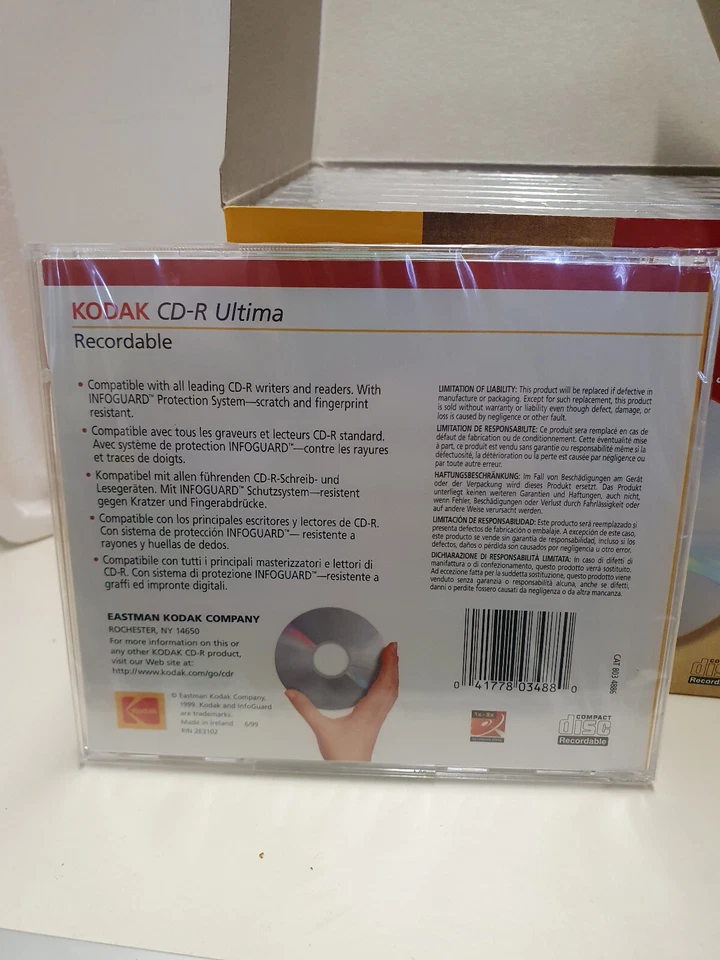 KODAK CD-R Ultima
Recordable
• Compatible with all leading CD-R writers and readers. With
INFOGUARD™ Protection System—scratch and fingerprint
resistant.
• Compatible avec tous les graveurs et lecteurs CD-R standard.
Avec système de protection INFOGUARD™—contre les rayures
et traces de doigts.
• Kompatibel mit allen führenden CD-R-Schreib- und
Lesegeräten. Mit INFOGUARD™ Schutzsystem—resistent
gegen Kratzer und Fingerabdrücke.
• Compatible con los principales escritores y lectores de CD-R.
Con sistema de protección INFOGUARD™— resistente a
rayones y huellas de dedos.
• Compatibile con tutti i principali masterizzatori e lettori di
CD-R. Con sistema di protezione INFOGUARD™—resistente a
graffi ed impronte digitali.
EASTMAN KODAK COMPANY
ROCHESTER, NY 14650
For more information on this or
any other KODAK CD-R product,
visit our Web site at:
http://www.kodak.com/go/cdr
Kodak
© Eastman Kodak Company,
1999. Kodak and InfoGuard
are trademarks.
Made in Ireland 6/99
P/N 263102
LIMITATION OF LIABILITY: This product will be replaced if defective in
manufacture or packaging. Except for such replacement, this product
is sold without warranty or liability even though defect, damage, or
loss is caused by negligence or other fault.
LIMITATION DE RESPONSABILITE: Ce produit sera remplacé en cas de
défaut de fabrication ou de conditionnement. Cette éventualité mise
à part, ce produit est vendu sans garantie ou responsabilité même si la
défectuosité, la détérioration ou la perte est causée par négligence ou
par toute autre erreur.
HAFTUNGSBESCHRÄNKUNG: Im Fall von Beschädigungen am Gerät
oder der Verpackung wird dieses Produkt ersetzt. Das Produkt
unterliegt keinen weiteren Garantien und Haftungen, auch nicht,
wenn Fehler, Beschädigungen oder Verlust durch Fahrlässigkeit oder
auf andere Weise verursacht werden.
LIMITACIÓN DE RESPONSABILIDAD: Este producto será reemplazado si
presenta defectos de fabricación o embalaje. A excepción de este caso,
este producto se vende sin garantía de responsabilidad, incluso si los
defectos, daños o pérdida son causados por negligencia u otro error.
DICHIARAZIONE DI RESPONSABILITÀ LIMITATA: In caso di difetti di
manifattura o di confezionamento, questo prodotto verrà sostituito.
Ad eccezione fatta per la suddetta sostituzione, questo prodotto viene
venduto senza garanzia o responsabilità alcuna, anche se difetti,
danni o perdite fossero causati da negligenza o da altra mancanza.
0 41778 03488 0
CAT 893 4886
1x-8x
COMPACT
disc
Recordable